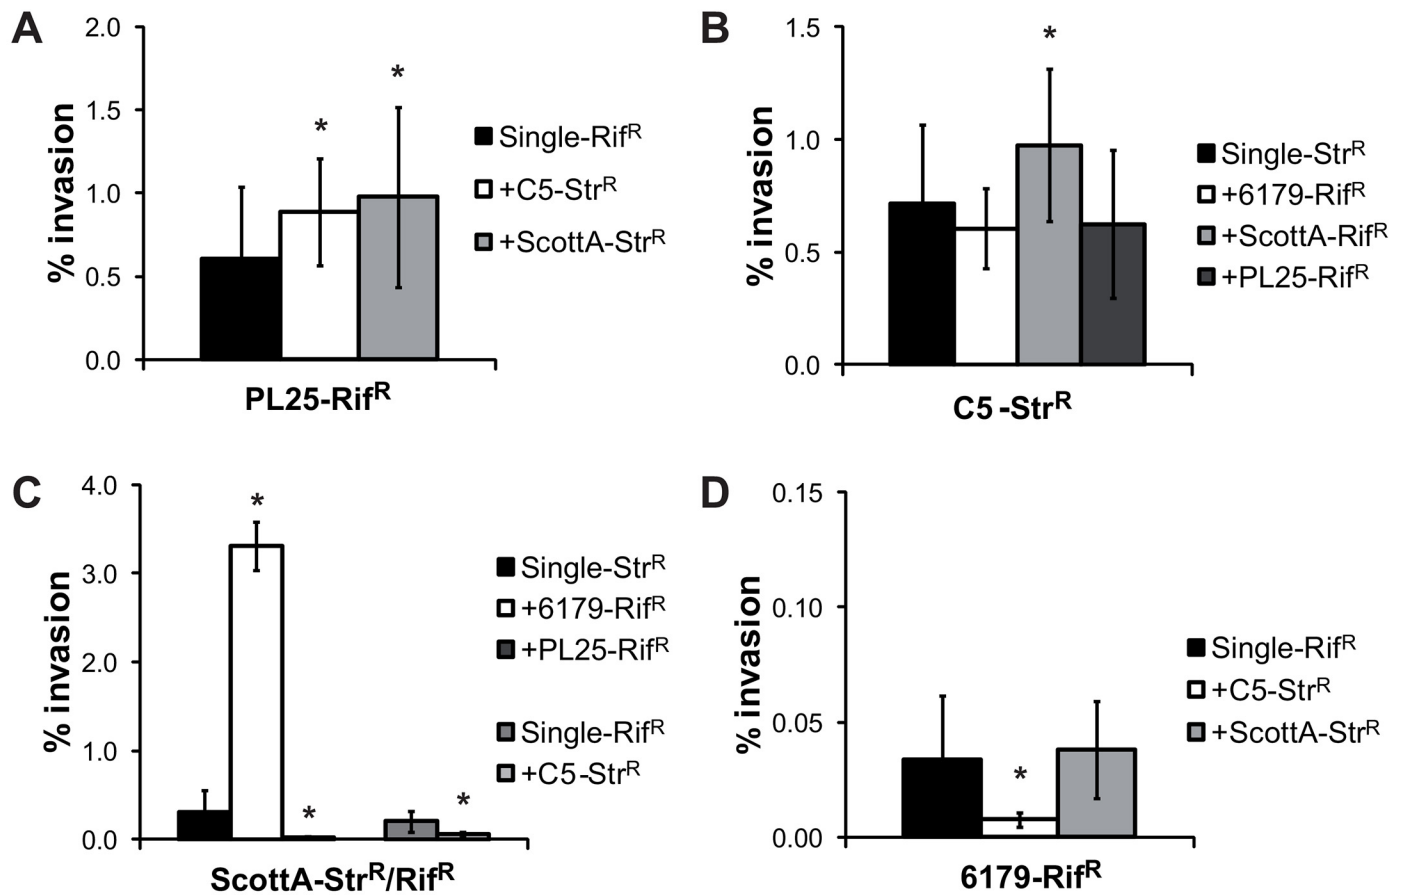 A
% invasion
2.0
1.5
1.0
0.5
0.0
*
*
Single-Rifᴿ
+C5-Strᴿ
+ScottA-Strᴿ
PL25-Rifᴿ
B
% invasion
1.5
1.0
0.5
0.0
*
Single-Strᴿ
+6179-Rifᴿ
+ScottA-Rifᴿ
+PL25-Rifᴿ
C5-Strᴿ
C
% invasion
4.0
3.0
2.0
1.0
0.0
*
*
*
Single-Strᴿ
+6179-Rifᴿ
+PL25-Rifᴿ
Single-Rifᴿ
+C5-Strᴿ
ScottA-Strᴿ/Rifᴿ
D
% invasion
0.15
0.10
0.05
0.00
*
Single-Rifᴿ
+C5-Strᴿ
+ScottA-Strᴿ
6179-Rifᴿ